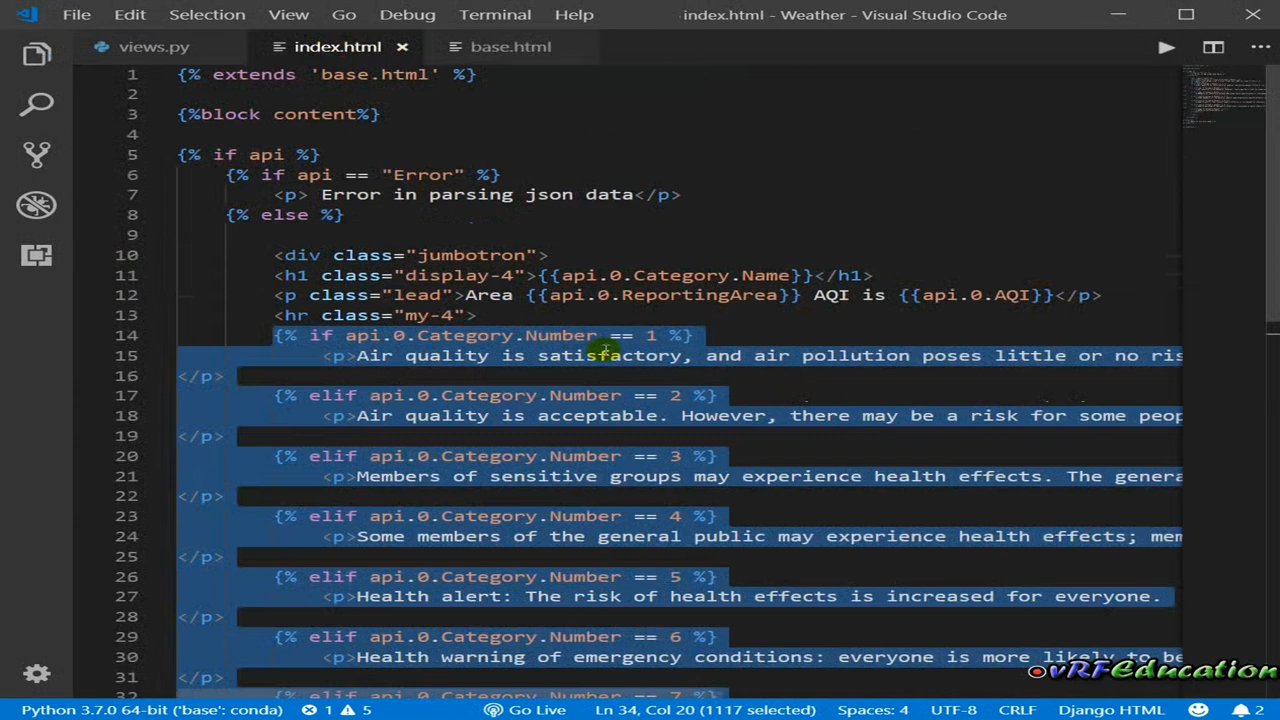 File Edit Selection View Go Debug Terminal Help index.html - Weather - Visual Studio Code
views.py index.html base.html
1 {% extends 'base.html' %}
2
3 {%block content%}
4
5 {% if api %}
6 {% if api == "Error" %}
7 <p> Error in parsing json data</p>
8 {% else %}
9
10 <div class="jumbotron">
11 <h1 class="display-4">{{api.0.Category.Name}}</h1>
12 <p class="lead">Area {{api.0.ReportingArea}} AQI is {{api.0.AQI}}</p>
13 <hr class="my-4">
14 {% if api.0.Category.Number == 1 %}
15 <p>Air quality is satisfactory, and air pollution poses little or no ris
16 </p>
17 {% elif api.0.Category.Number == 2 %}
18 <p>Air quality is acceptable. However, there may be a risk for some peop
19 </p>
20 {% elif api.0.Category.Number == 3 %}
21 <p>Members of sensitive groups may experience health effects. The genera
22 </p>
23 {% elif api.0.Category.Number == 4 %}
24 <p>Some members of the general public may experience health effects; mem
25 </p>
26 {% elif api.0.Category.Number == 5 %}
27 <p>Health alert: The risk of health effects is increased for everyone.
28 </p>
29 {% elif api.0.Category.Number == 6 %}
30 <p>Health warning of emergency conditions: everyone is more likely to be
31 </p>
32 {% elif api.0.Category.Number == 7 %}
ovRFEducation
Python 3.7.0 64-bit ('base': conda) 1 5 Go Live Ln 34, Col 20 (1117 selected) Spaces: 4 UTF-8 CRLF Django HTML 2